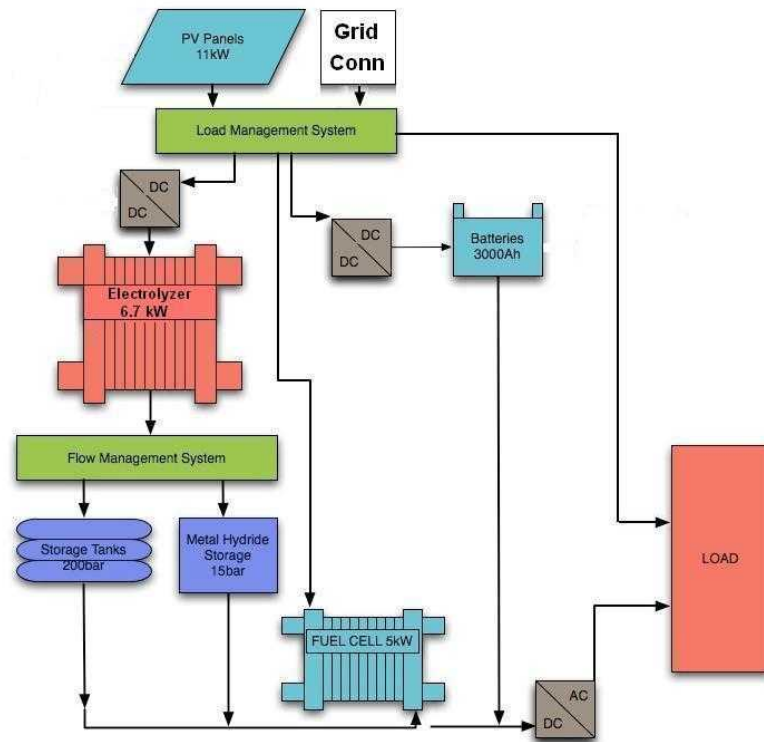 PV Panels
11kW
Grid
Conn
Load Management System
DC
DC
DC
DC
Batteries
3000Ah
Electrolyzer
6.7 kW
Flow Management System
Storage Tanks
200bar
Metal Hydride
Storage
15bar
LOAD
FUEL CELL 5kW
AC
DC